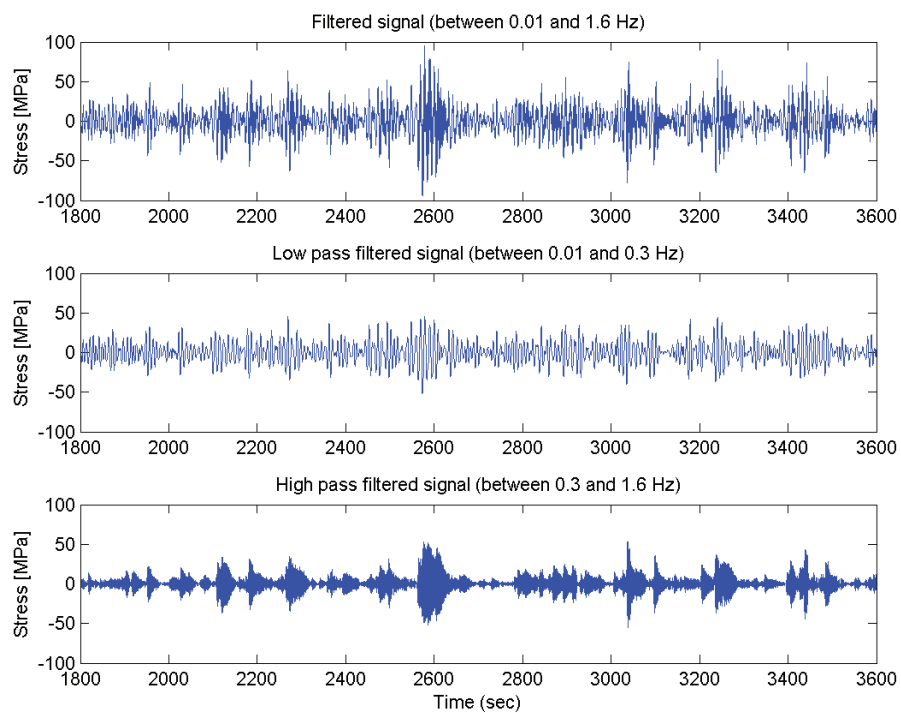 Filtered signal (between 0.01 and 1.6 Hz)
Stress [MPa]
100
50
0
-50
-100
1800 2000 2200 2400 2600 2800 3000 3200 3400 3600
Low pass filtered signal (between 0.01 and 0.3 Hz)
Stress [MPa]
100
50
0
-50
-100
1800 2000 2200 2400 2600 2800 3000 3200 3400 3600
High pass filtered signal (between 0.3 and 1.6 Hz)
Stress [MPa]
100
50
0
-50
-100
1800 2000 2200 2400 2600 2800 3000 3200 3400 3600
Time (sec)